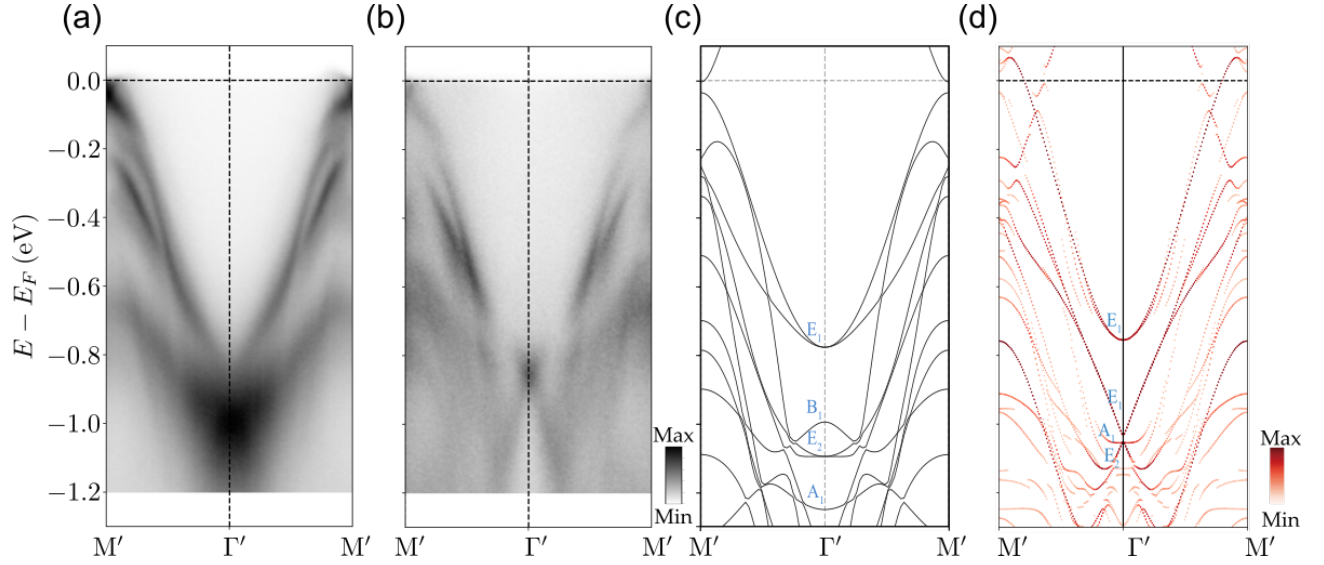 (a) (b) (c) (d)
0.0
−0.2
−0.4
−0.6
−0.8
−1.0
−1.2
E − E_F (eV)
E₁
B₁
E₂
A₁
E₁
E₁
A₁
E₂
Max
Min
Max
Min
M′ Γ′ M′ M′ Γ′ M′ M′ Γ′ M′ M′ Γ′ M′